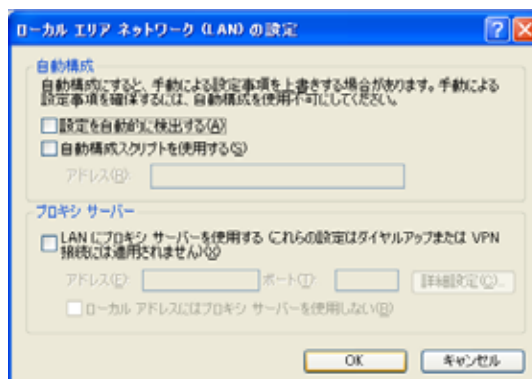 ローカル エリア ネットワーク (LAN) の設定
自動構成
自動構成にすると、手動による設定事項を上書きする場合があります。手動による
設定事項を確保するには、自動構成を使用不可にしてください。
設定を自動的に検出する(A)
自動構成スクリプトを使用する(S)
アドレス(R):
プロキシ サーバー
LAN にプロキシ サーバーを使用する (これらの設定はダイヤルアップまたは VPN
接続には適用されません)(X)
アドレス(E): ポート(T): 詳細設定(C)...
ローカル アドレスにはプロキシ サーバーを使用しない(B)
OK キャンセル